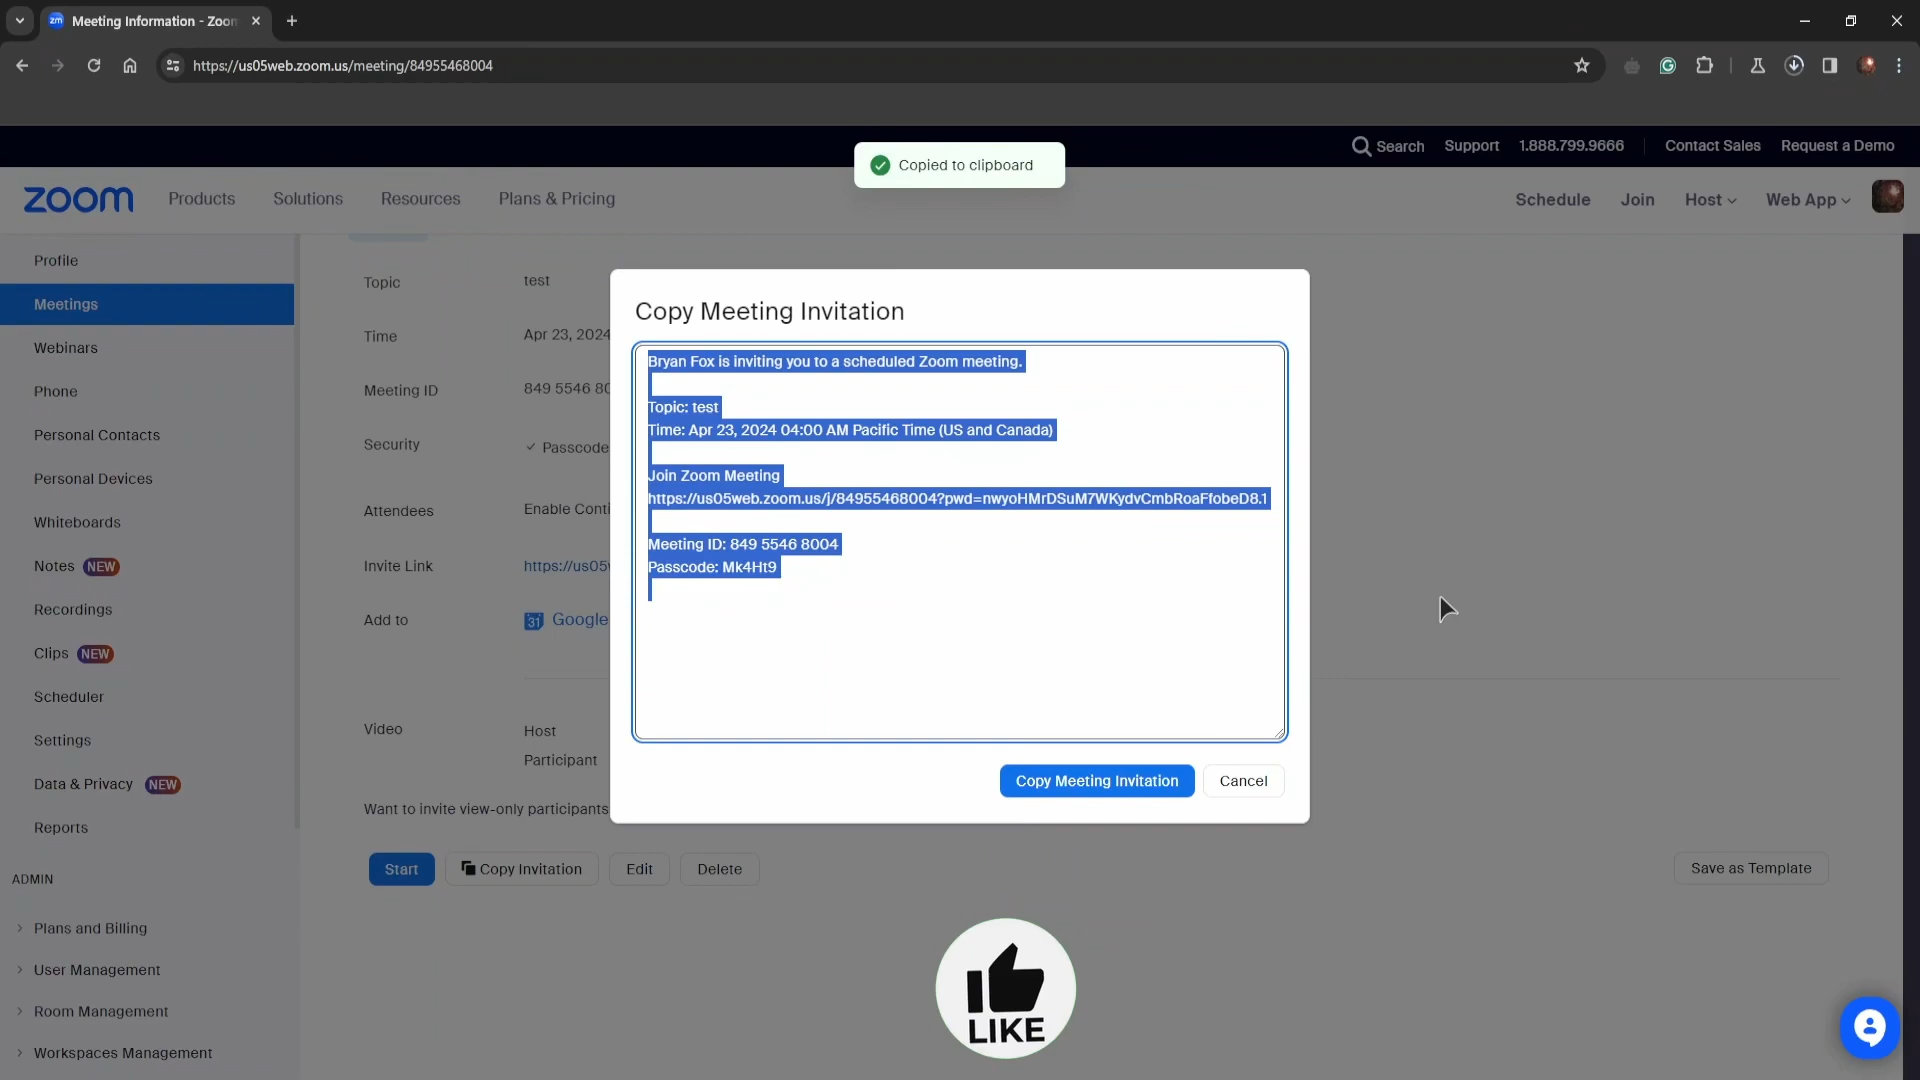 Meeting Information - Zoom
https://us05web.zoom.us/meeting/84955468004
Search
Support
1.888.799.9666
Contact Sales
Request a Demo
Copied to clipboard
zoom
Products
Solutions
Resources
Plans & Pricing
Schedule
Join
Host
Web App
Profile
Meetings
Webinars
Phone
Personal Contacts
Personal Devices
Whiteboards
Notes NEW
Recordings
Clips NEW
Scheduler
Settings
Data & Privacy NEW
Reports
ADMIN
Plans and Billing
User Management
Room Management
Workspaces Management
Topic
test
Time
Apr 23, 2024
Meeting ID
849 5546 80
Security
Passcode
Attendees
Enable Conti
Invite Link
https://us05w
Add to
31 Google
Video
Host
Participant
Want to invite view-only participants
Start
Copy Invitation
Edit
Delete
Save as Template
Copy Meeting Invitation
Bryan Fox is inviting you to a scheduled Zoom meeting.
Topic: test
Time: Apr 23, 2024 04:00 AM Pacific Time (US and Canada)
Join Zoom Meeting
https://us05web.zoom.us/j/84955468004?pwd=nwyoHMrDSuM7WKydvCmbRoaFfobeD8.1
Meeting ID: 849 5546 8004
Passcode: Mk4Ht9
Copy Meeting Invitation
Cancel
LIKE